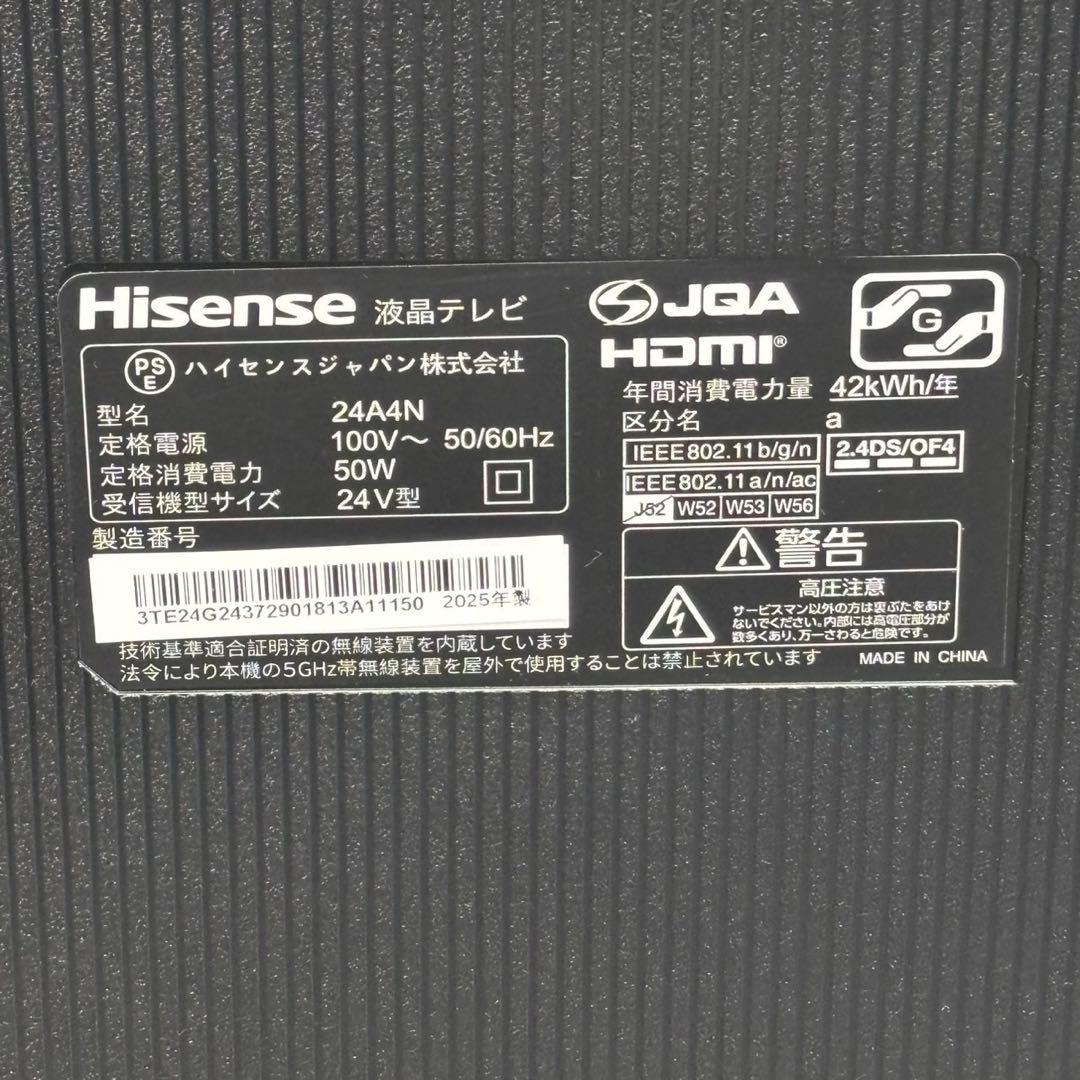 Hisense 液晶テレビ
PS
E
ハイセンスジャパン株式会社
型名 24A4N
定格電源 100V～ 50/60Hz
定格消費電力 50W
受信機型サイズ 24V型
製造番号
3TE24G24372901813A11150 2025年製
技術基準適合証明済の無線装置を内蔵しています
法令により本機の5GHz帯無線装置を屋外で使用することは禁止されています
JQA
HDMI®
G
年間消費電力量 42kWh/年
区分名 a
IEEE802.11b/g/n 2.4DS/OF4
IEEE802.11a/n/ac
J52 W52 W53 W56
警告
高圧注意
サービスマン以外の方は裏ぶたをあけ
ないでください。内部には高電圧部分が
数多くあり、万一さわると危険です。
MADE IN CHINA